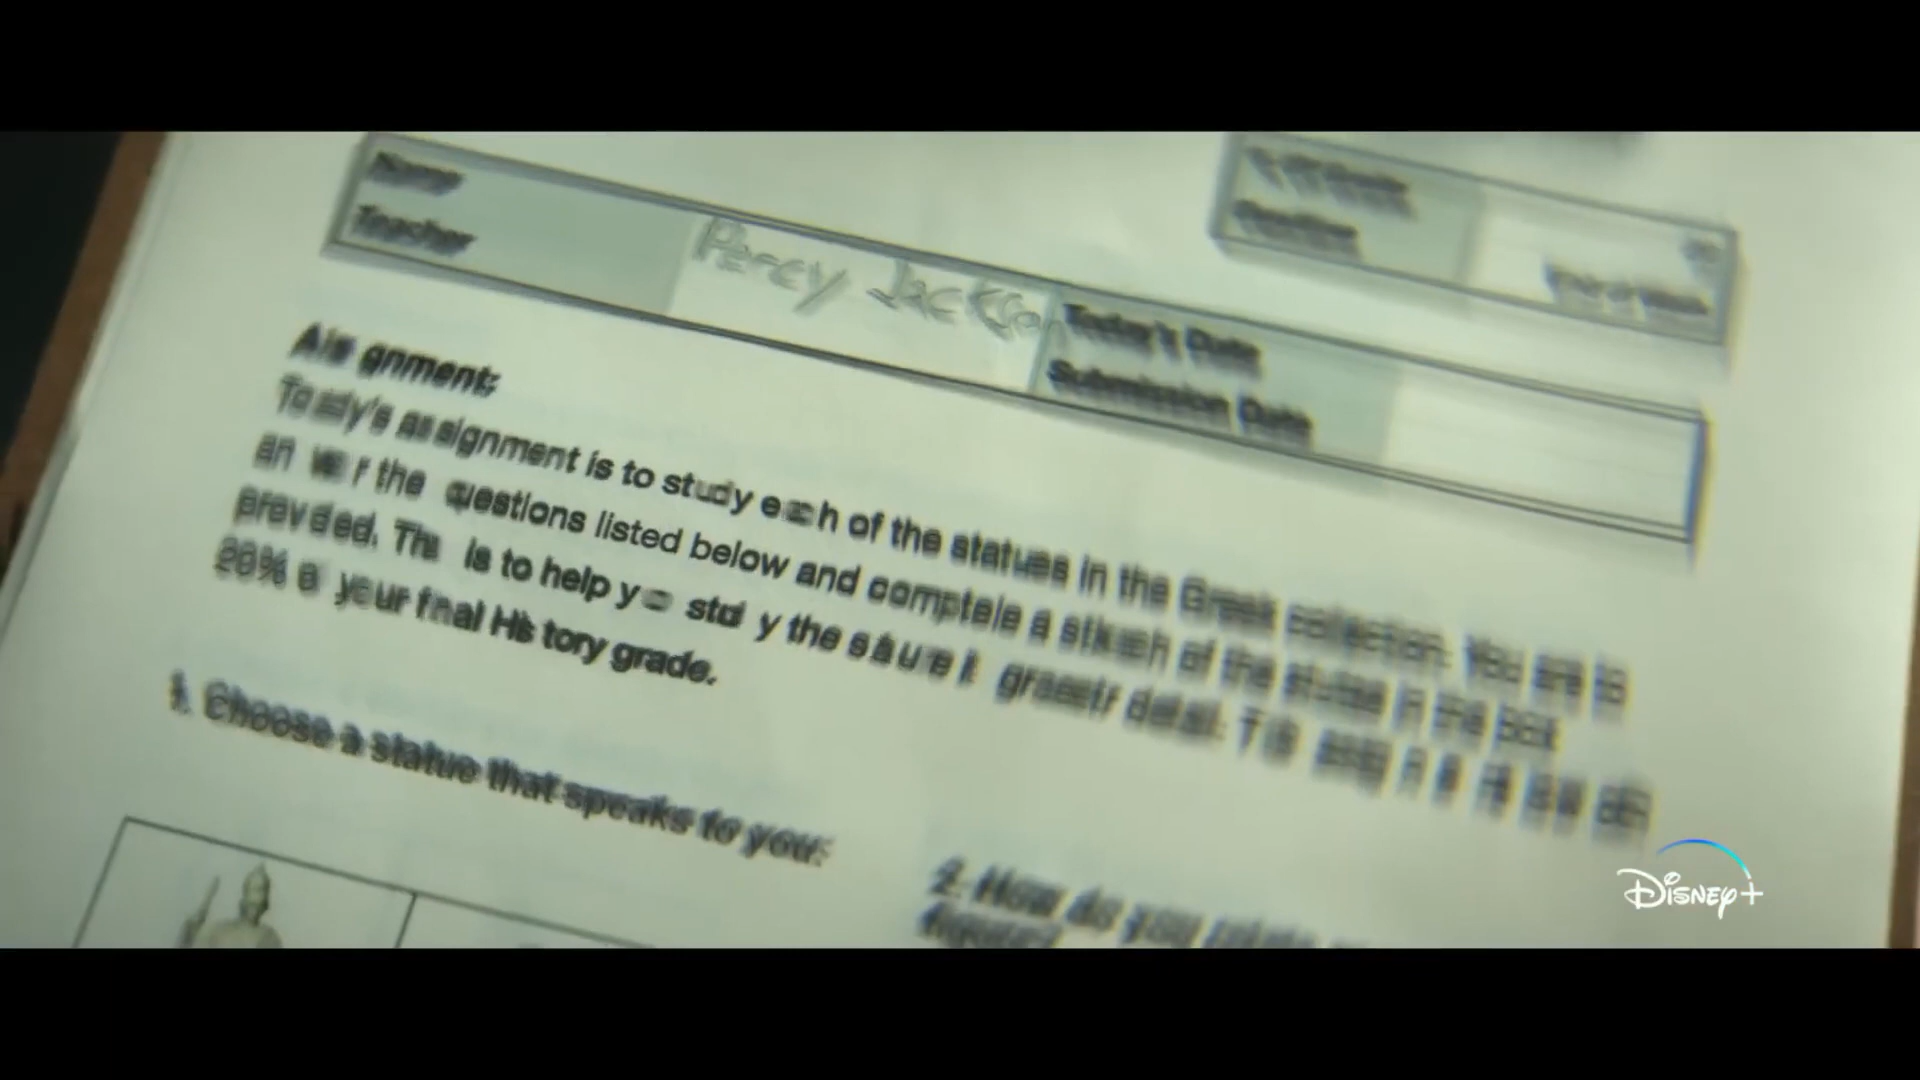 Name
Teacher
Percy Jackson
Today's Date
Submission Date
Assignment:
Today's assignment is to study each of the statues in the Greek collection. You are to
answer the questions listed below and complete a sketch of the statue in the box
provided. This is to help you study the statue in greater detail.
20% of your final History grade.
1. Choose a statue that speaks to you:
2. How do you relate
figure?
Disney+